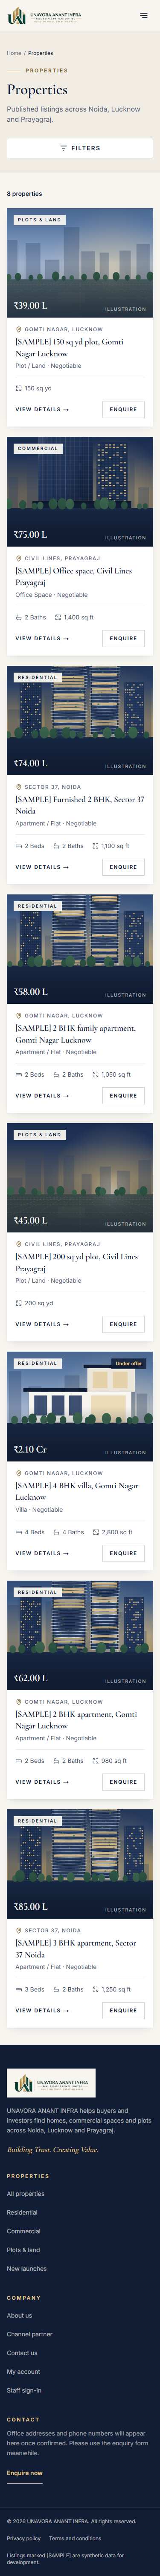 UNAVORA ANANT INFRA
Home / Properties
PROPERTIES
Properties
Published listings across Noida, Lucknow
and Prayagraj.
FILTERS
8 properties
PLOTS & LAND
₹39.00 L
ILLUSTRATION
GOMTI NAGAR, LUCKNOW
[SAMPLE] 150 sq yd plot, Gomti
Nagar Lucknow
Plot / Land · Negotiable
150 sq yd
VIEW DETAILS → ENQUIRE
COMMERCIAL
₹75.00 L
ILLUSTRATION
CIVIL LINES, PRAYAGRAJ
[SAMPLE] Office space, Civil Lines
Prayagraj
Office Space · Negotiable
2 Baths 1,400 sq ft
VIEW DETAILS → ENQUIRE
RESIDENTIAL
₹74.00 L
ILLUSTRATION
SECTOR 37, NOIDA
[SAMPLE] Furnished 2 BHK, Sector 37
Noida
Apartment / Flat · Negotiable
2 Beds 2 Baths 1,100 sq ft
VIEW DETAILS → ENQUIRE
RESIDENTIAL
₹58.00 L
ILLUSTRATION
GOMTI NAGAR, LUCKNOW
[SAMPLE] 2 BHK family apartment,
Gomti Nagar Lucknow
Apartment / Flat · Negotiable
2 Beds 2 Baths 1,050 sq ft
VIEW DETAILS → ENQUIRE
PLOTS & LAND
₹45.00 L
ILLUSTRATION
CIVIL LINES, PRAYAGRAJ
[SAMPLE] 200 sq yd plot, Civil Lines
Prayagraj
Plot / Land · Negotiable
200 sq yd
VIEW DETAILS → ENQUIRE
RESIDENTIAL
Under offer
₹2.10 Cr
ILLUSTRATION
GOMTI NAGAR, LUCKNOW
[SAMPLE] 4 BHK villa, Gomti Nagar
Lucknow
Villa · Negotiable
4 Beds 4 Baths 2,800 sq ft
VIEW DETAILS → ENQUIRE
RESIDENTIAL
₹62.00 L
ILLUSTRATION
GOMTI NAGAR, LUCKNOW
[SAMPLE] 2 BHK apartment, Gomti
Nagar Lucknow
Apartment / Flat · Negotiable
2 Beds 2 Baths 980 sq ft
VIEW DETAILS → ENQUIRE
RESIDENTIAL
₹85.00 L
ILLUSTRATION
SECTOR 37, NOIDA
[SAMPLE] 3 BHK apartment, Sector
37 Noida
Apartment / Flat · Negotiable
3 Beds 2 Baths 1,250 sq ft
VIEW DETAILS → ENQUIRE
UNAVORA ANANT INFRA
UNAVORA ANANT INFRA helps buyers and
investors find homes, commercial spaces and plots
across Noida, Lucknow and Prayagraj.
Building Trust. Creating Value.
PROPERTIES
All properties
Residential
Commercial
Plots & land
New launches
COMPANY
About us
Channel partner
Contact us
My account
Staff sign-in
CONTACT
Office addresses and phone numbers will appear
here once confirmed. Please use the enquiry form
meanwhile.
Enquire now
© 2026 UNAVORA ANANT INFRA. All rights reserved.
Privacy policy Terms and conditions
Listings marked [SAMPLE] are synthetic data for
development.